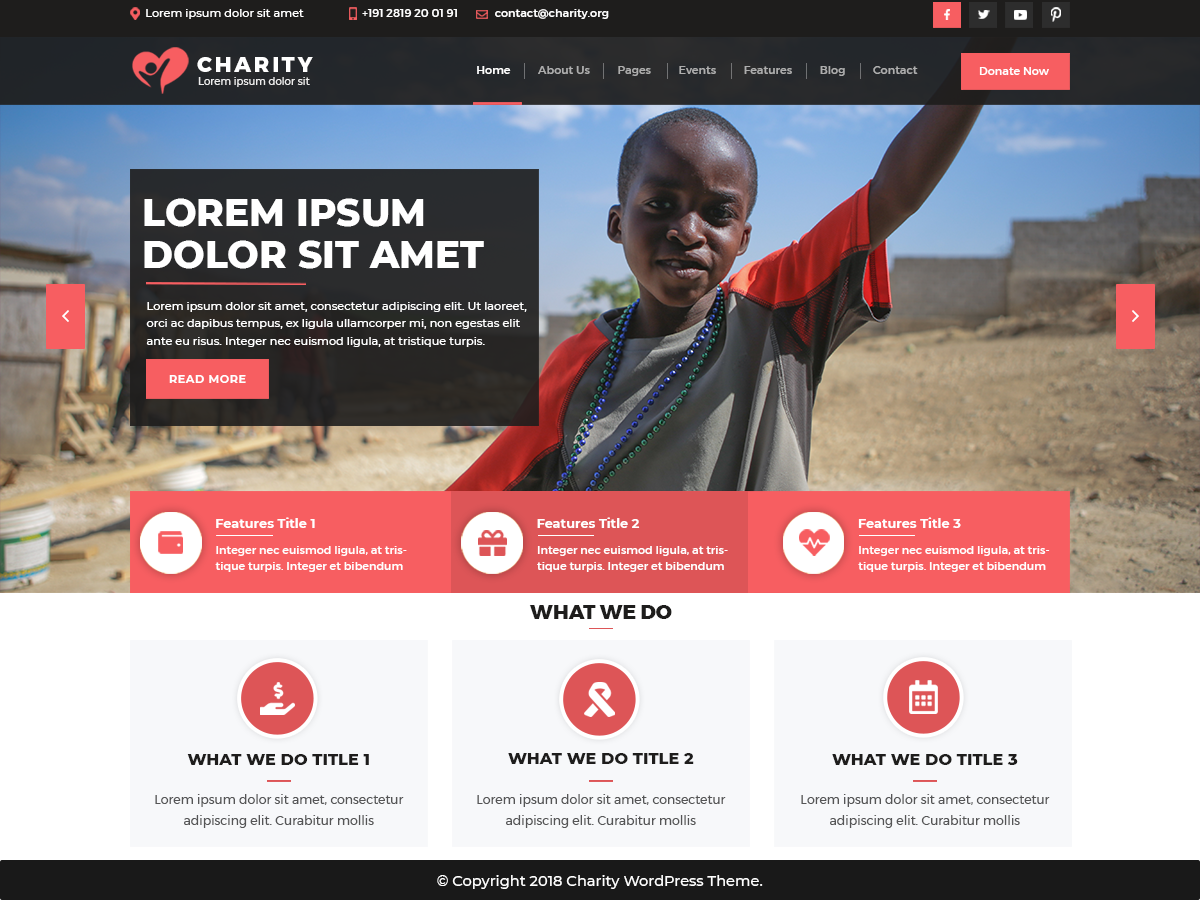 Lorem ipsum dolor sit amet
+191 2819 20 01 91
contact@charity.org
CHARITY
Lorem ipsum dolor sit
Home
About Us
Pages
Events
Features
Blog
Contact
Donate Now
LOREM IPSUM
DOLOR SIT AMET
Lorem ipsum dolor sit amet, consectetur adipiscing elit. Ut laoreet,
orci ac dapibus tempus, ex ligula ullamcorper mi, non egestas elit
ante eu risus. Integer nec euismod ligula, at tristique turpis.
READ MORE
Features Title 1
Integer nec euismod ligula, at tris-
tique turpis. Integer et bibendum
Features Title 2
Integer nec euismod ligula, at tris-
tique turpis. Integer et bibendum
Features Title 3
Integer nec euismod ligula, at tris-
tique turpis. Integer et bibendum
WHAT WE DO
WHAT WE DO TITLE 1
Lorem ipsum dolor sit amet, consectetur
adipiscing elit. Curabitur mollis
WHAT WE DO TITLE 2
Lorem ipsum dolor sit amet, consectetur
adipiscing elit. Curabitur mollis
WHAT WE DO TITLE 3
Lorem ipsum dolor sit amet, consectetur
adipiscing elit. Curabitur mollis
© Copyright 2018 Charity WordPress Theme.